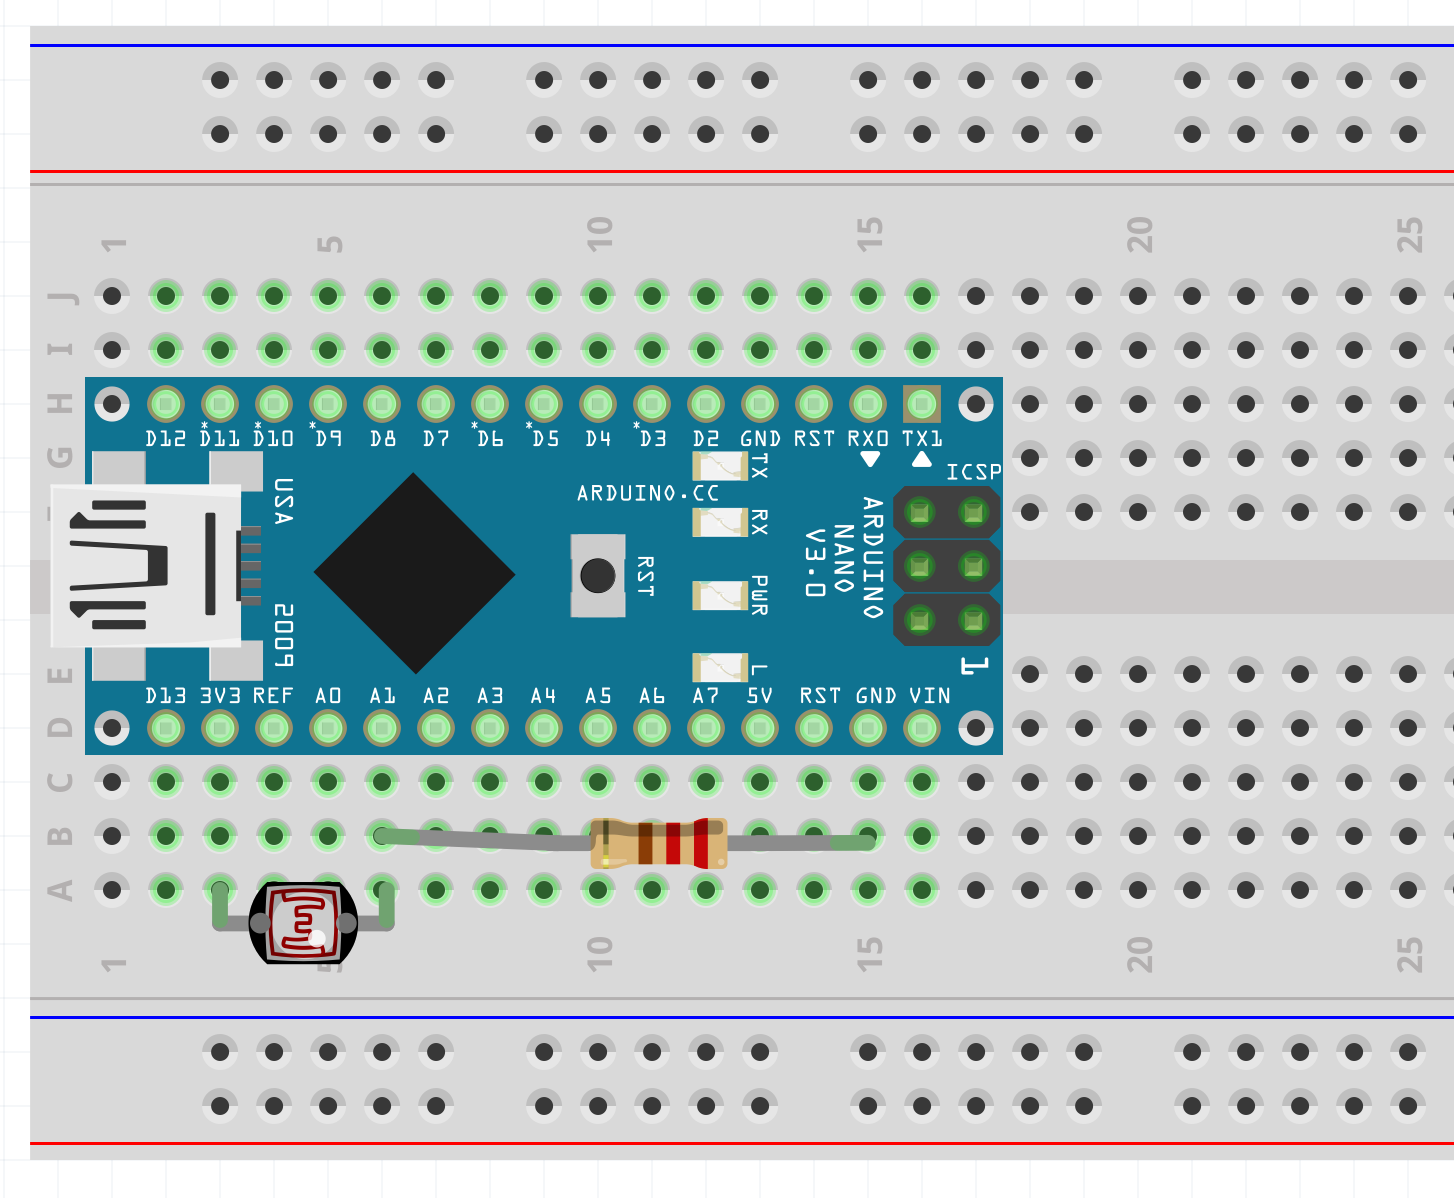 1 5 10 15 20 25
J
I
H
D12 *D11 *D10 *D9 D8 D7 *D6 *D5 D4 *D3 D2 GND RST RX0 TX1
G
TX
ICSP
USA
ARDUINO.CC
RX
ARDUINO
NANO
V3.0
RST
PWR
2009
L
1
E
D13 3V3 REF A0 A1 A2 A3 A4 A5 A6 A7 5V RST GND VIN
D
C
B
A
1 5 10 15 20 25